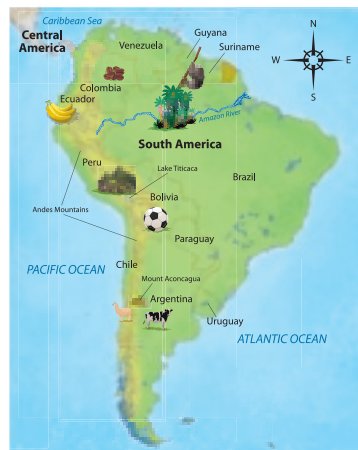 Caribbean Sea
Central
America
Guyana
Venezuela
Suriname
N
W
E
S
Colombia
Ecuador
Amazon River
South America
Peru
Lake Titicaca
Brazil
Bolivia
Andes Mountains
Paraguay
Chile
PACIFIC OCEAN
Mount Aconcagua
Argentina
Uruguay
ATLANTIC OCEAN